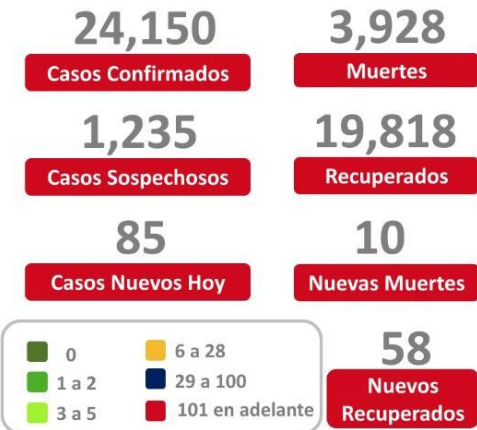 24,150
Casos Confirmados
3,928
Muertes
1,235
Casos Sospechosos
19,818
Recuperados
85
Casos Nuevos Hoy
10
Nuevas Muertes
0
1 a 2
3 a 5
6 a 28
29 a 100
101 en adelante
58
Nuevos
Recuperados